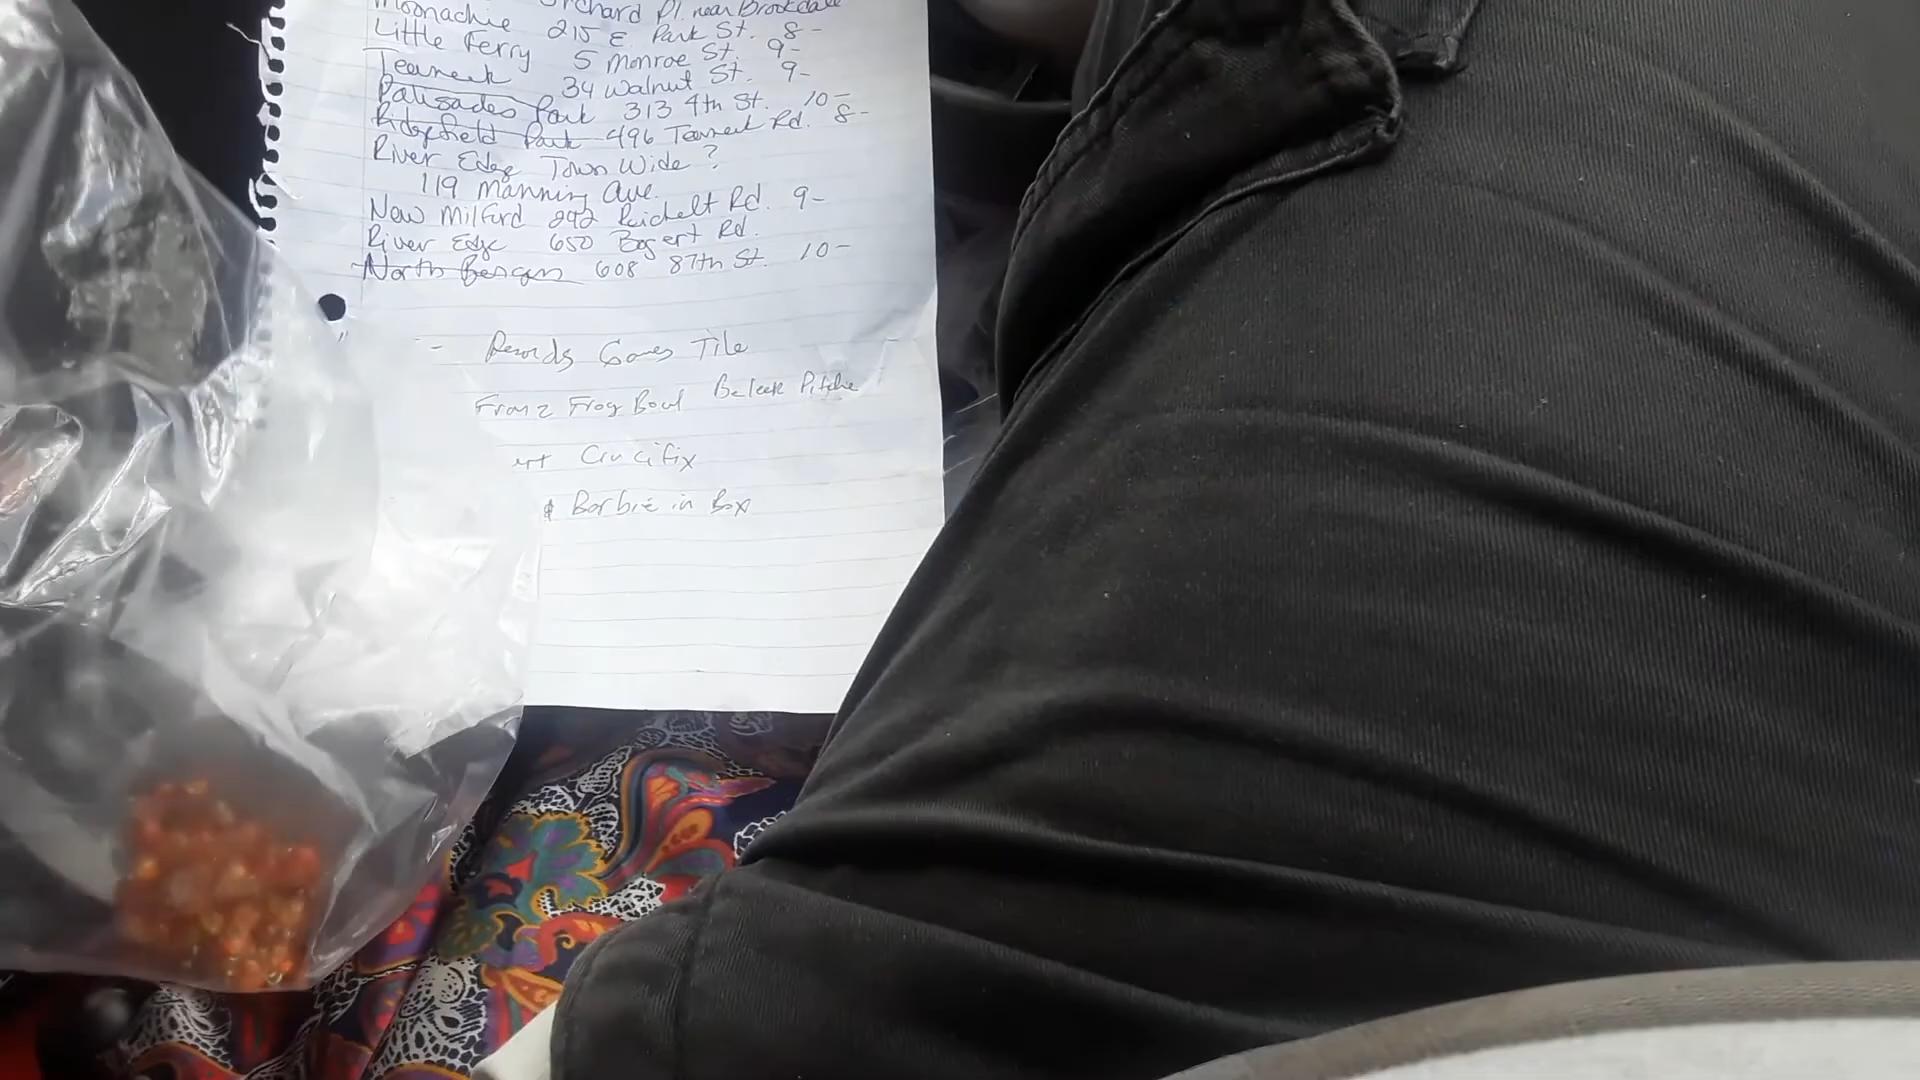 Moonachie Orchard Pl. near Brookdale
Little Ferry 215 E. Park St. 8-
Teaneck 5 Monroe St. 9-
Palisades Park 34 Walnut St. 9-
Ridgefield Park 313 4th St. 10-
496 Teaneck Rd. 8-
River Edge Town Wide ?
119 Manning Ave.
New Milford 242 Reichelt Rd. 9-
River Edge 650 Bogert Rd.
North Bergen 608 87th St. 10-
- Records Games Tile
Franz Frog Bowl Beleek Pitche
Crucifix
Barbie in Box